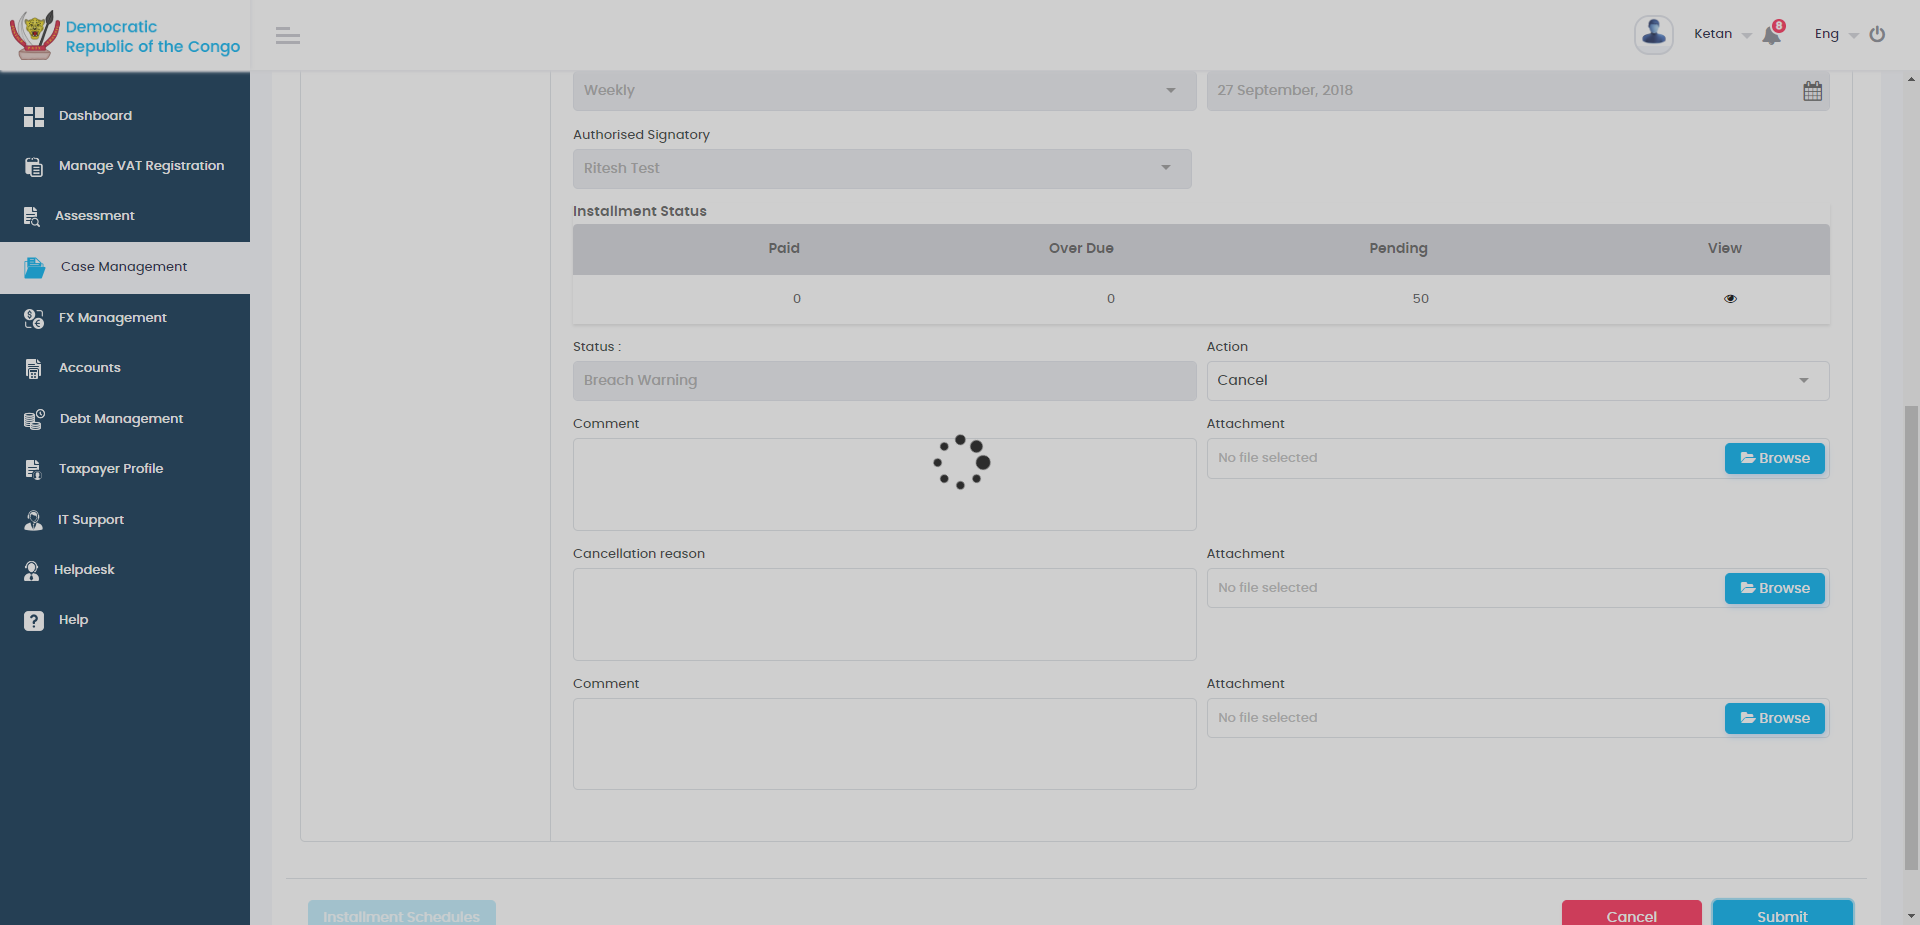 Democratic
Republic of the Congo
Ketan
8
Eng
Dashboard
Manage VAT Registration
Assessment
Case Management
FX Management
Accounts
Debt Management
Taxpayer Profile
IT Support
Helpdesk
Help
Weekly
27 September, 2018
Authorised Signatory
Ritesh Test
Installment Status
Paid Over Due Pending View
0 0 50
Status :
Action
Breach Warning
Cancel
Comment
Attachment
No file selected
Browse
Cancellation reason
Attachment
No file selected
Browse
Comment
Attachment
No file selected
Browse
Installment Schedules
Cancel
Submit